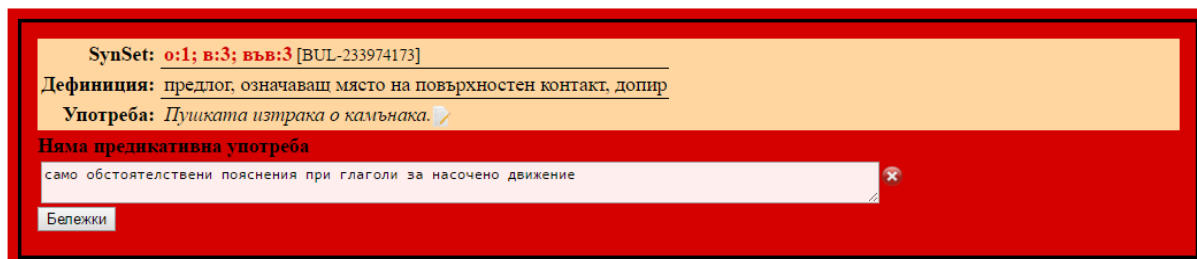 SynSet: о:1; в:3; във:3 [BUL-233974173]
Дефиниция: предлог, означаващ място на повърхностен контакт, допир
Употреба: Пушката изтрака о камънака.
Няма предикативна употреба
само обстоятелствени пояснения при глаголи за насочено движение
Бележки